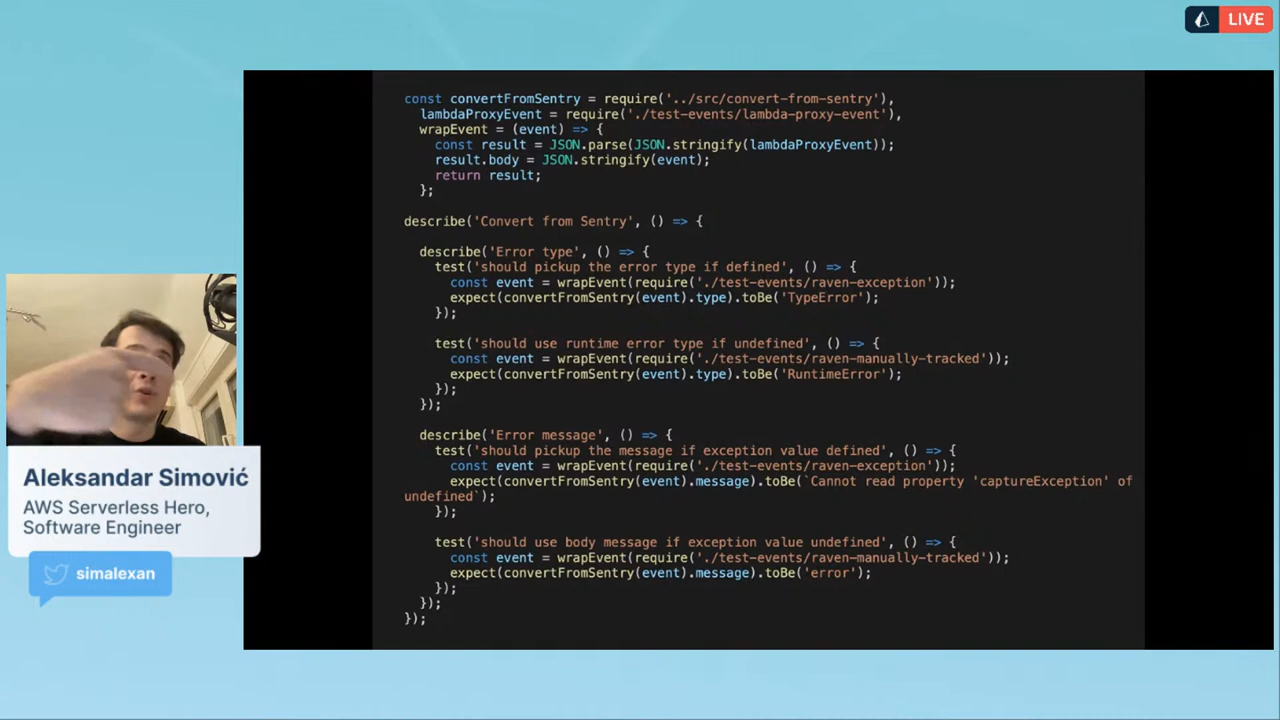 LIVE
const convertFromSentry = require('../src/convert-from-sentry'),
  lambdaProxyEvent = require('./test-events/lambda-proxy-event'),
  wrapEvent = (event) => {
    const result = JSON.parse(JSON.stringify(lambdaProxyEvent));
    result.body = JSON.stringify(event);
    return result;
  };
describe('Convert from Sentry', () => {
  describe('Error type', () => {
    test('should pickup the error type if defined', () => {
      const event = wrapEvent(require('./test-events/raven-exception'));
      expect(convertFromSentry(event).type).toBe('TypeError');
    });
    test('should use runtime error type if undefined', () => {
      const event = wrapEvent(require('./test-events/raven-manually-tracked'));
      expect(convertFromSentry(event).type).toBe('RuntimeError');
    });
  });
  describe('Error message', () => {
    test('should pickup the message if exception value defined', () => {
      const event = wrapEvent(require('./test-events/raven-exception'));
      expect(convertFromSentry(event).message).toBe(`Cannot read property 'captureException' of
undefined`);
    });
    test('should use body message if exception value undefined', () => {
      const event = wrapEvent(require('./test-events/raven-manually-tracked'));
      expect(convertFromSentry(event).message).toBe('error');
    });
  });
});
Aleksandar Simović
AWS Serverless Hero,
Software Engineer
simalexan